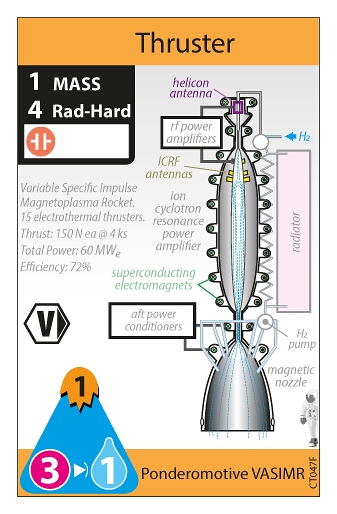 Thruster
1 MASS
4 Rad-Hard
helicon
antenna
rf power
amplifiers
H2
ICRF
antennas
Variable Specific Impulse
Magnetoplasma Rocket.
15 electrothermal thrusters.
Thrust: 150 N ea @ 4 ks
Total Power: 60 MWe
Efficiency: 72%
ion
cyclotron
resonance
power
amplifier
radiator
superconducting
electromagnets
aft power
conditioners
V
H2
pump
magnetic
nozzle
1
3 1
Ponderomotive VASIMR
CT047F